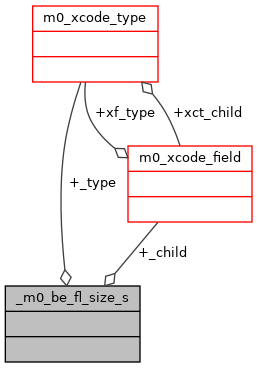 m0_xcode_type
+xf_type
+xct_child
m0_xcode_field
+_type
+_child
_m0_be_fl_size_s